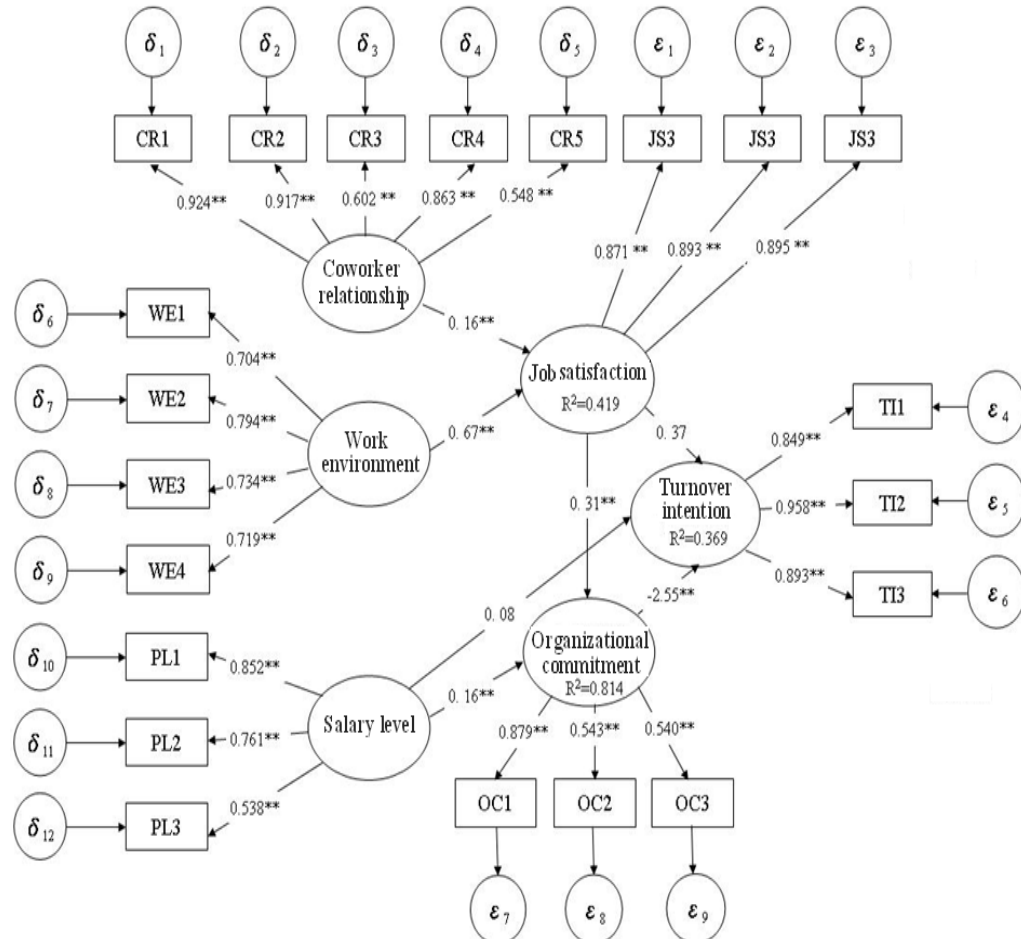 δ1 δ2 δ3 δ4 δ5 ε1 ε2 ε3
CR1 CR2 CR3 CR4 CR5 JS3 JS3 JS3
0.924** 0.917** 0.602 ** 0.863 ** 0.548 **
0.871 ** 0.893 ** 0.895 **
Coworker
relationship
0. 16**
δ6 WE1
0.704**
δ7 WE2
0.794**
δ8 WE3
0.734**
δ9 WE4
0.719**
Work
environment
0. 67**
Job satisfaction
R²=0.419
0. 37
0. 31**
Turnover
intention
R²=0.369
0.849** TI1 ε4
0.958** TI2 ε5
0.893** TI3 ε6
0. 08
-2.55**
δ10 PL1
0.852**
δ11 PL2
0.761**
δ12 PL3
0.538**
Salary level
0. 16**
Organizational
commitment
R²=0.814
0.879** 0.543** 0.540**
OC1 OC2 OC3
ε7 ε8 ε9